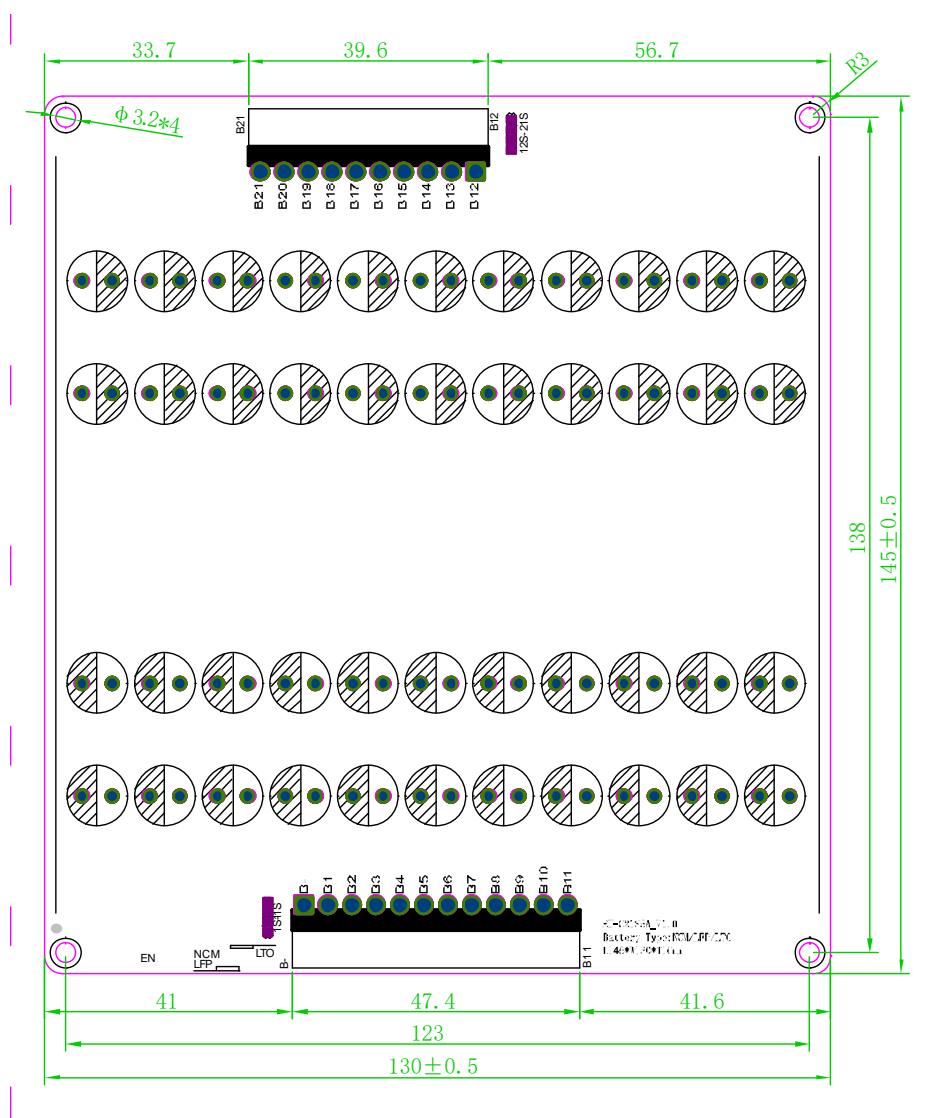 33.7
39.6
56.7
R3
φ3.2*4
B21
B12
12S-21S
B21
B20
B19
B18
B17
B16
B15
B14
B13
B12
138
145±0.5
B-
B1
B2
B3
B4
B5
B6
B7
B8
B9
B10
B11
EN
NCM
LFP
LTO
B-
B11
Battery Type:NCM/LFP/LTO
41
47.4
41.6
123
130±0.5